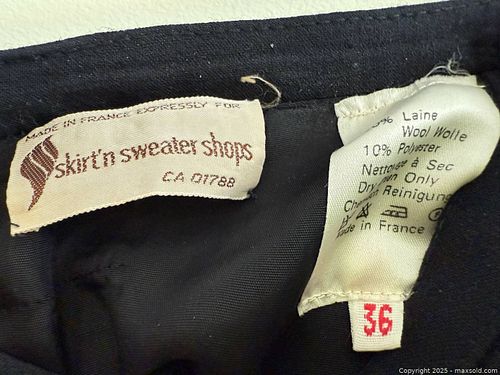 MADE IN FRANCE EXPRESSLY FOR
skirt'n sweater shops
CA 01788
% Laine
Wool Wolle
10% Polyester
Nettoyage à Sec
Dry Only
Reinigung
Made in France
36
Copyright © 2025 - maxsold.com